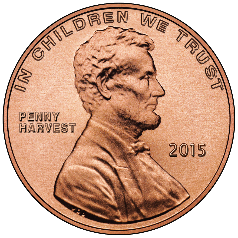 IN CHILDREN WE TRUST
PENNY
HARVEST
2015